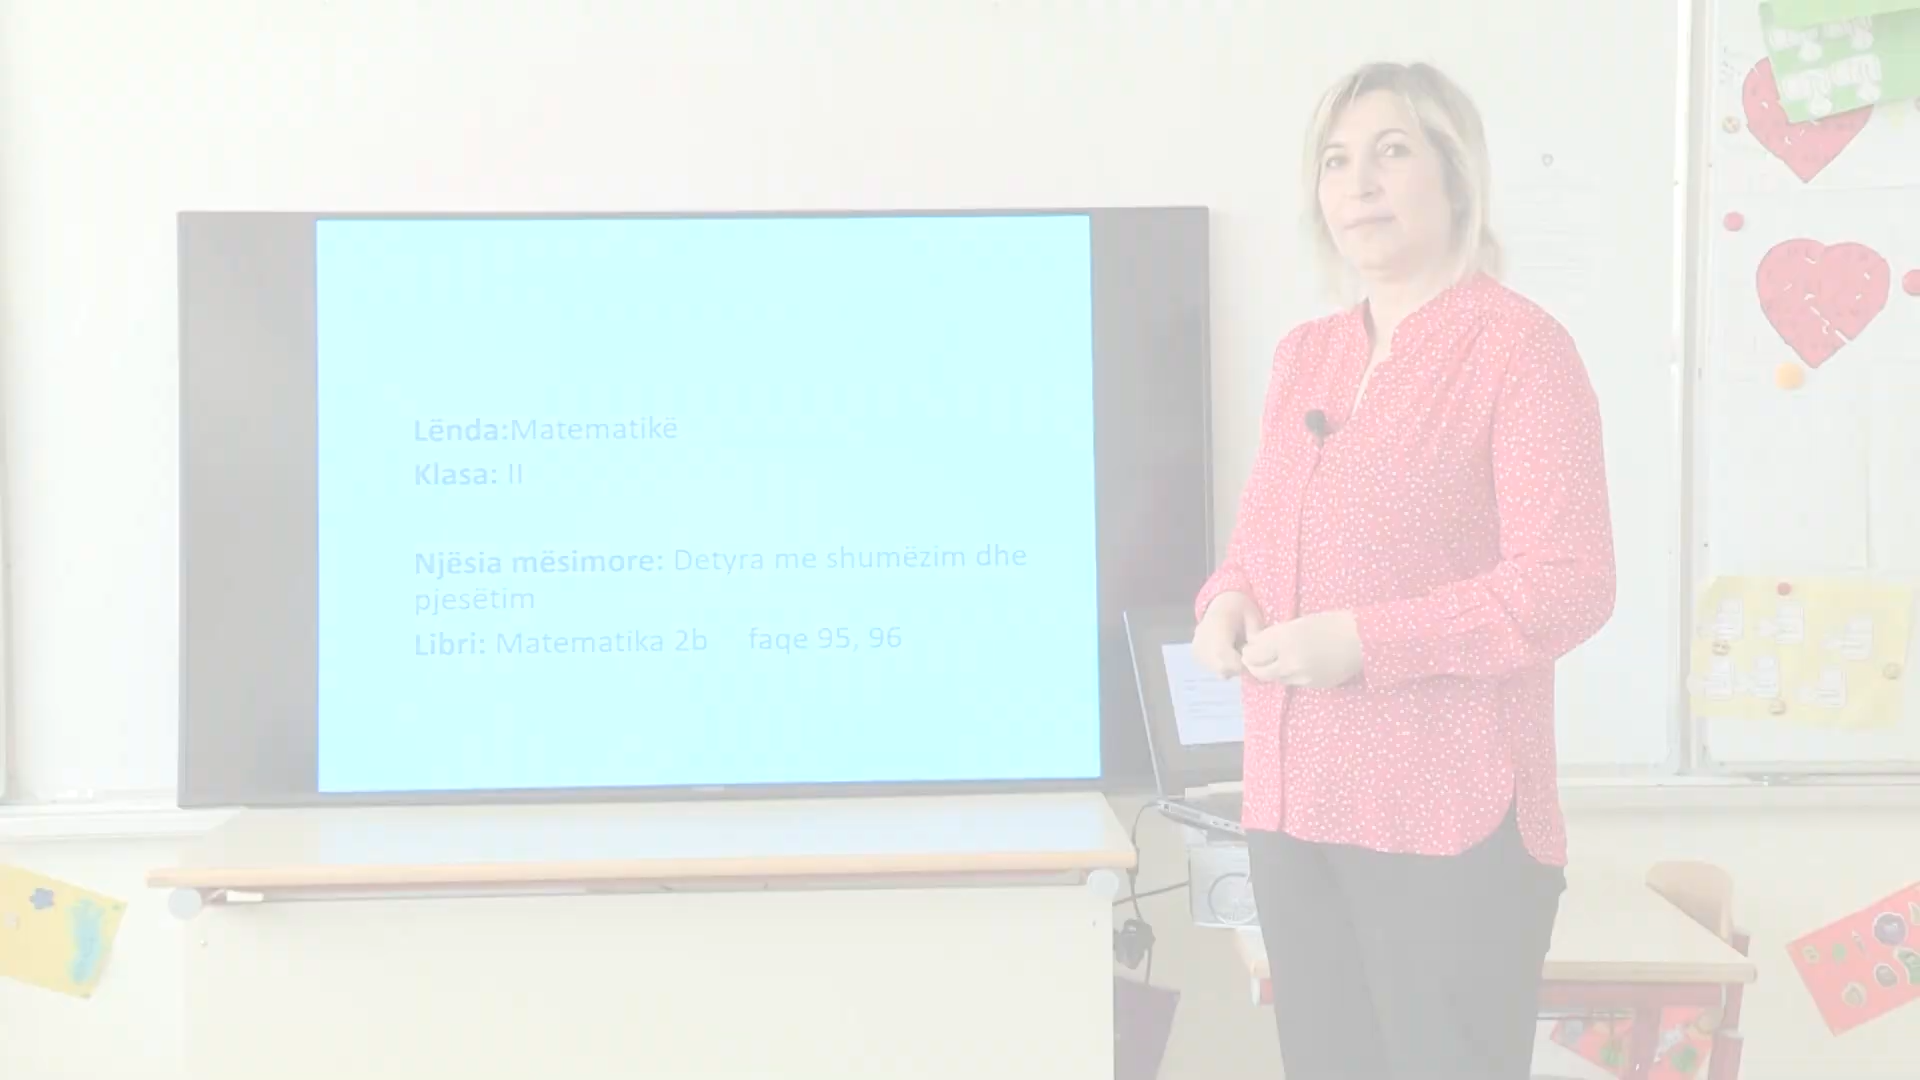 Lënda:Matematikë
Klasa: II
Njësia mësimore: Detyra me shumëzim dhe
pjesëtim
Libri: Matematika 2b faqe 95, 96